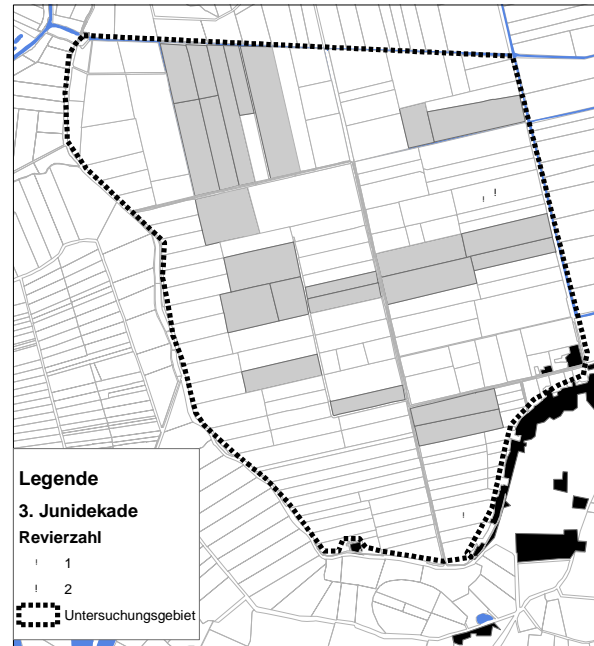 Legende
3. Junidekade
Revierzahl
! 1
! 2
Untersuchungsgebiet